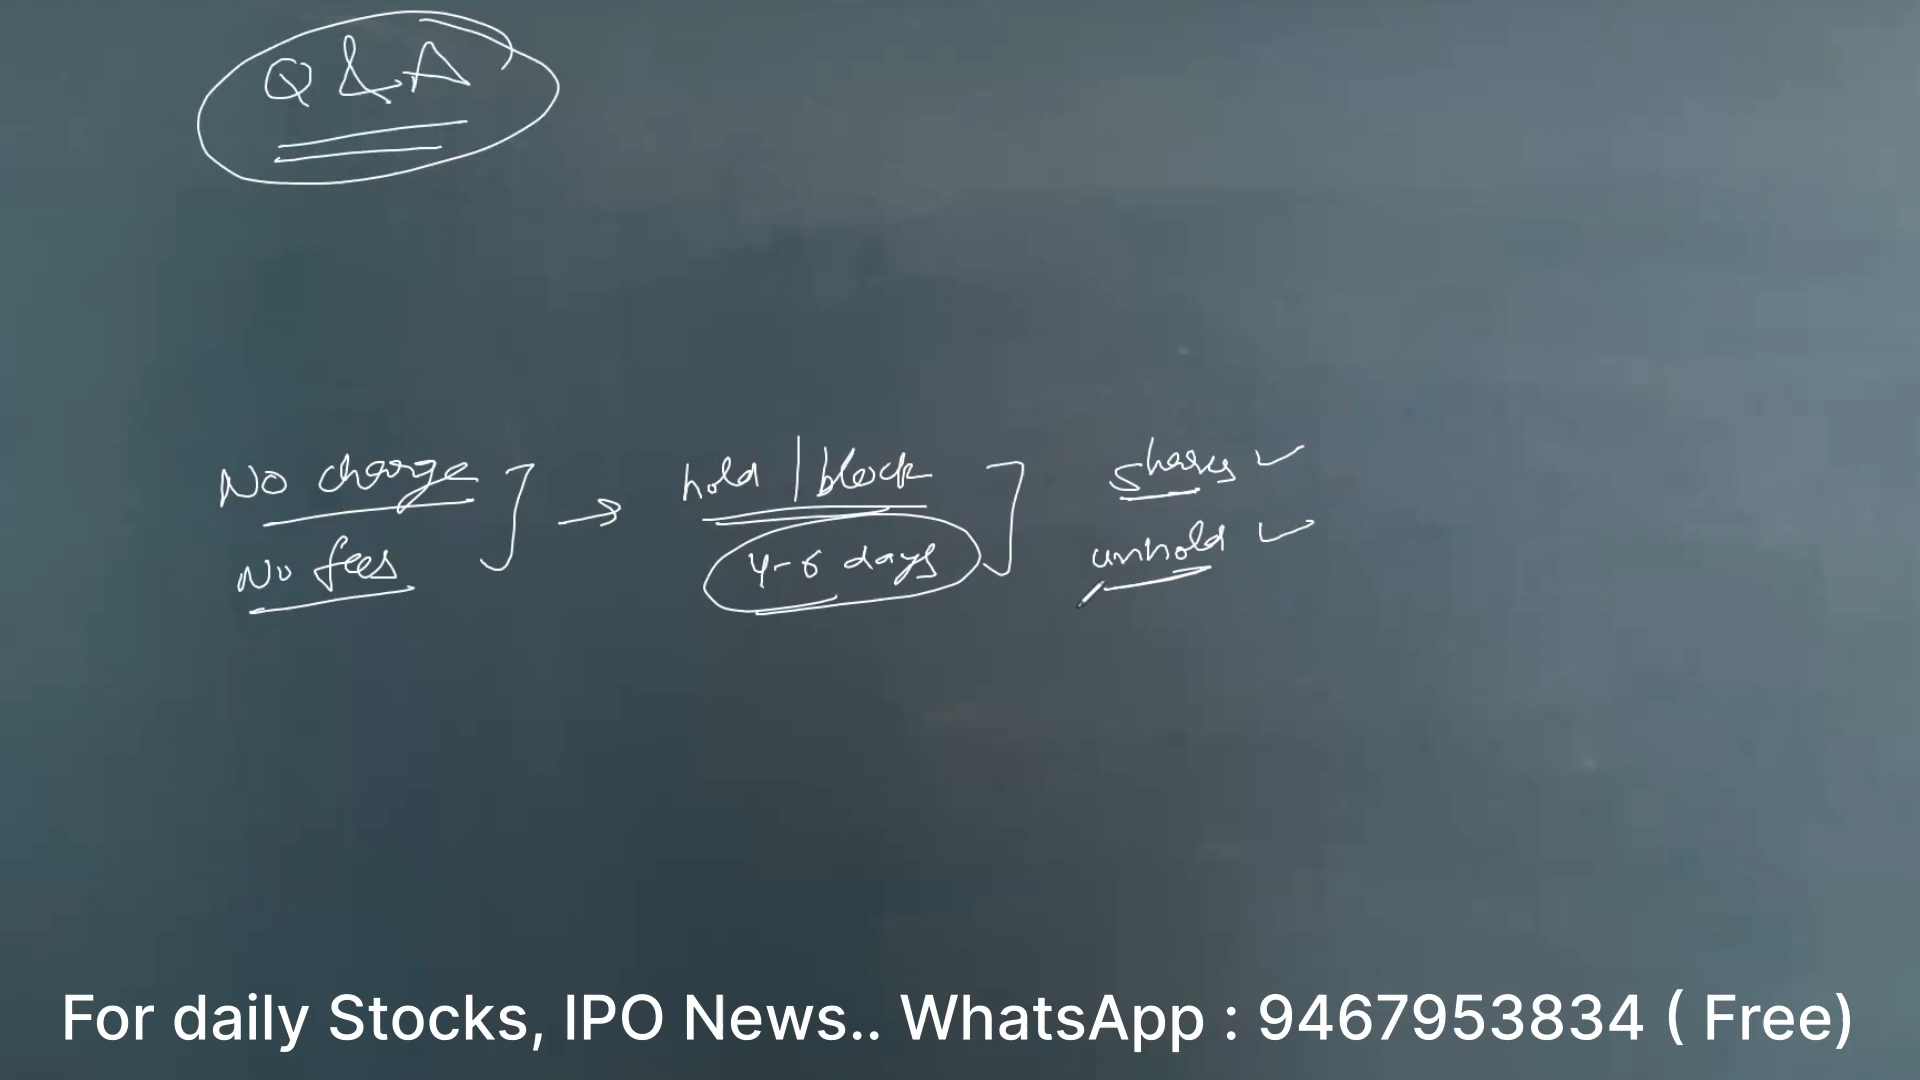 Q & A
No charge
No fees
→ hold | block
4-6 days
shares ✓
unhold ✓
For daily Stocks, IPO News.. WhatsApp : 9467953834 ( Free)